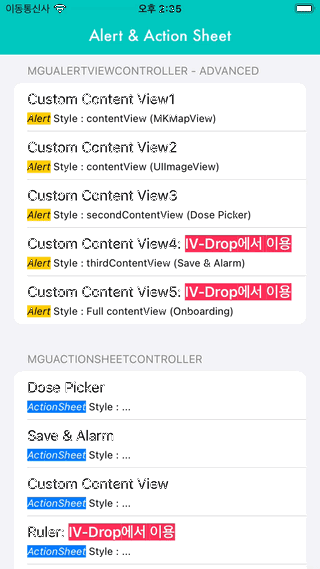 이동통신사 오후 2:25
Alert & Action Sheet
MGUALERTVIEWCONTROLLER - ADVANCED
Custom Content View1
Alert Style : contentView (MKMapView)
Custom Content View2
Alert Style : contentView (UIImageView)
Custom Content View3
Alert Style : secondContentView (Dose Picker)
Custom Content View4: IV-Drop에서 이용
Alert Style : thirdContentView (Save & Alarm)
Custom Content View5: IV-Drop에서 이용
Alert Style : Full contentView (Onboarding)
MGUACTIONSHEETCONTROLLER
Dose Picker
ActionSheet Style : ...
Save & Alarm
ActionSheet Style : ...
Custom Content View
ActionSheet Style : ...
Ruler: IV-Drop에서 이용
ActionSheet Style : ...